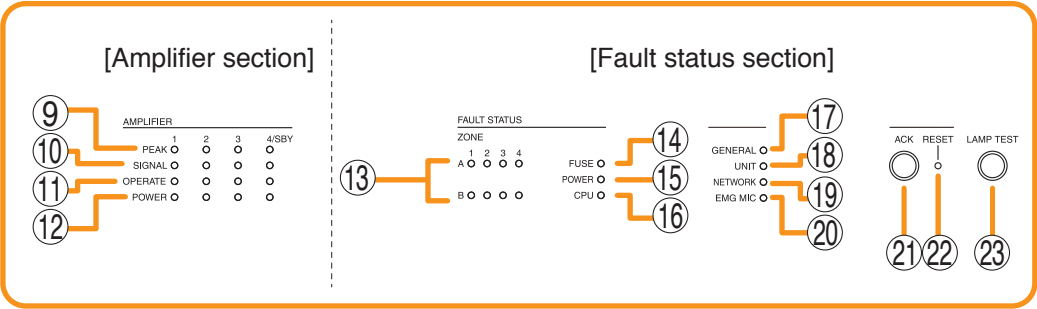 [Amplifier section]
[Fault status section]
9
10
11
12
AMPLIFIER
1 2 3 4/SBY
PEAK
SIGNAL
OPERATE
POWER
13
FAULT STATUS
ZONE
1 2 3 4
A
B
FUSE
POWER
CPU
14
15
16
GENERAL
UNIT
NETWORK
EMG MIC
17
18
19
20
ACK RESET LAMP TEST
21 22 23